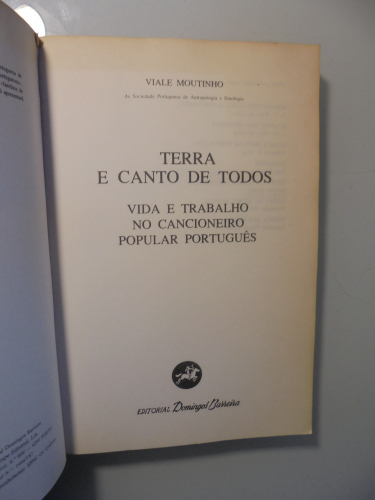 VIALE MOUTINHO
da Sociedade Portuguesa de Antropologia e Etnologia
TERRA
E CANTO DE TODOS
VIDA E TRABALHO
NO CANCIONEIRO
POPULAR PORTUGUÊS
EDITORIAL Domingos Barreira